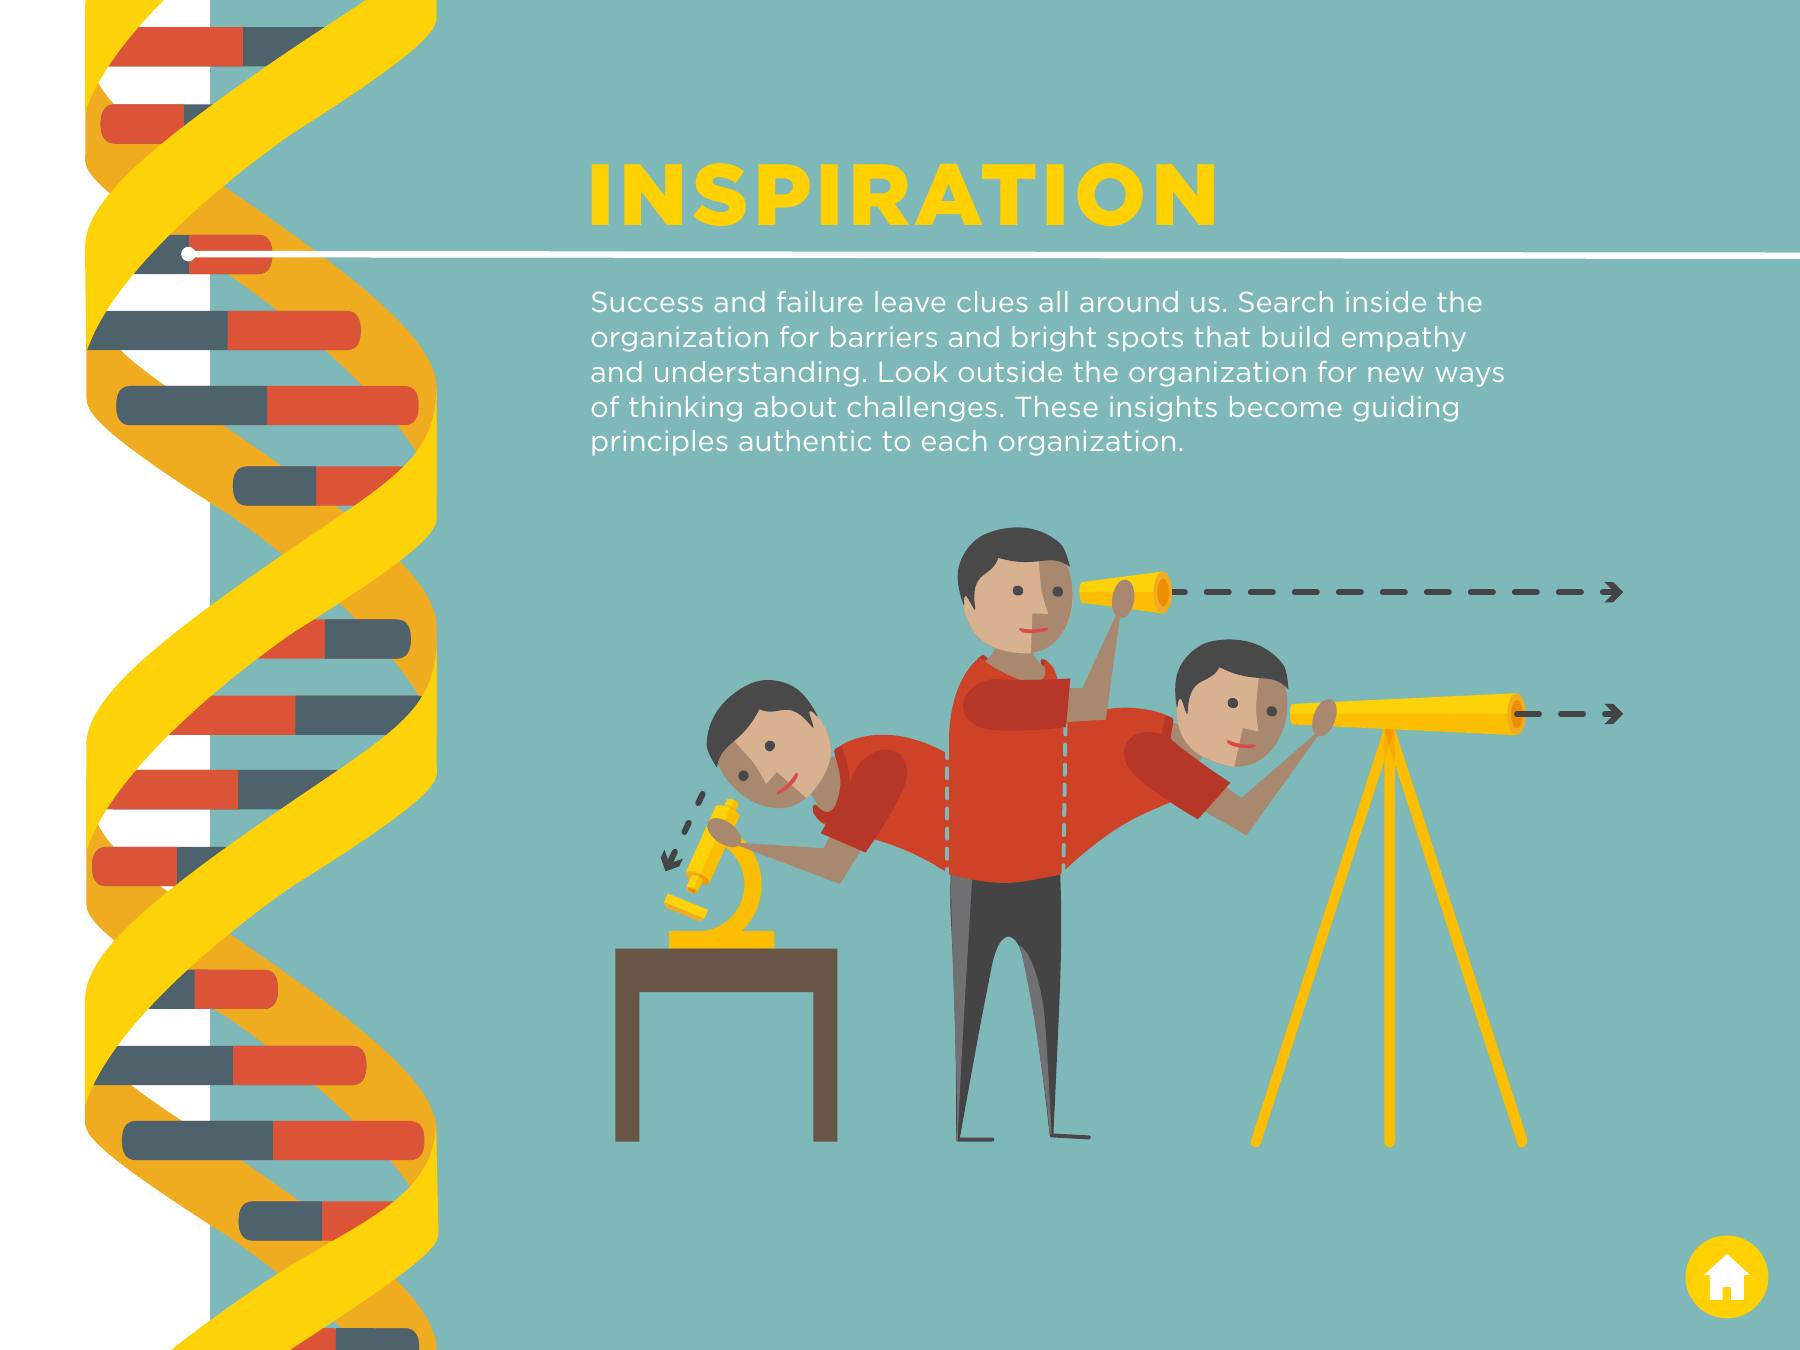 INSPIRATION
Success and failure leave clues all around us. Search inside the
organization for barriers and bright spots that build empathy
and understanding. Look outside the organization for new ways
of thinking about challenges. These insights become guiding
principles authentic to each organization.